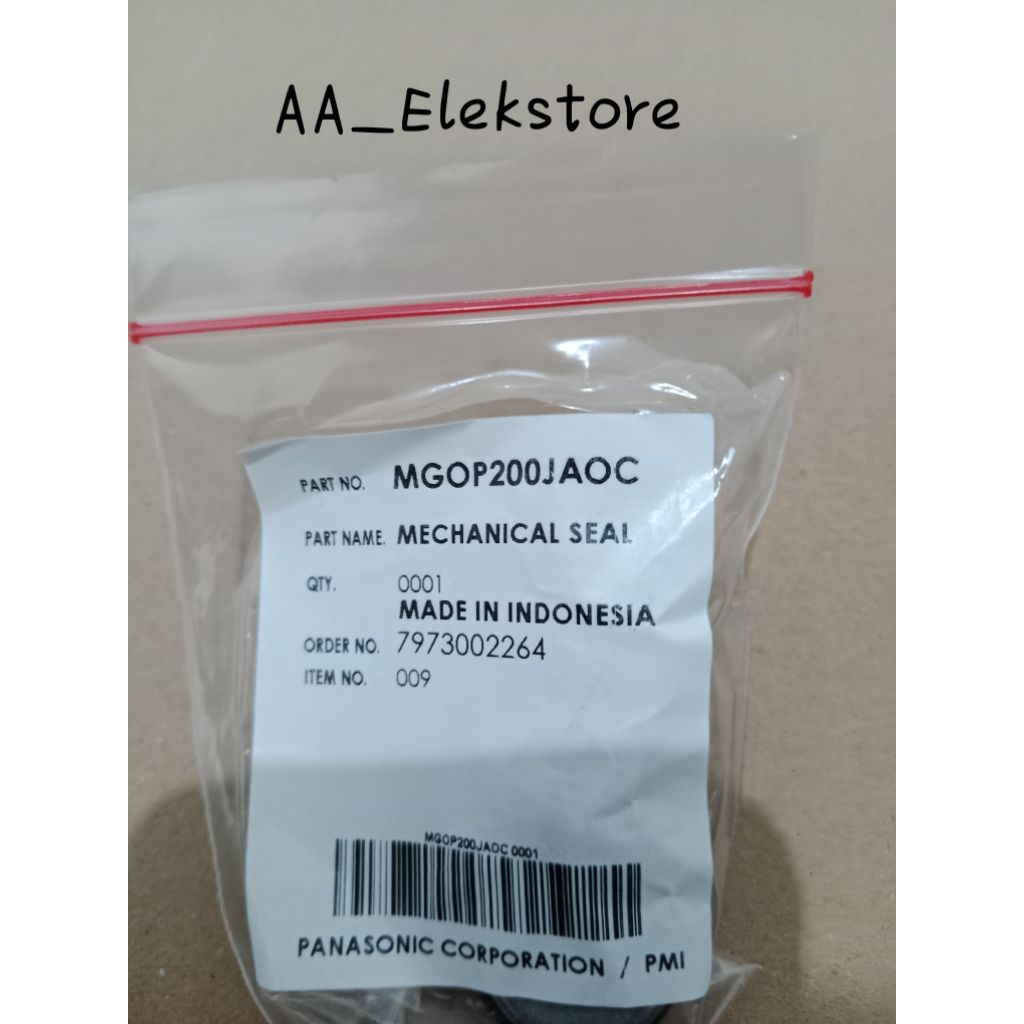 AA_Elekstore
PART NO. MGOP200JAOC
PART NAME. MECHANICAL SEAL
QTY. 0001
MADE IN INDONESIA
ORDER NO. 7973002264
ITEM NO. 009
MGOP200JAOC 0001
PANASONIC CORPORATION / PMI